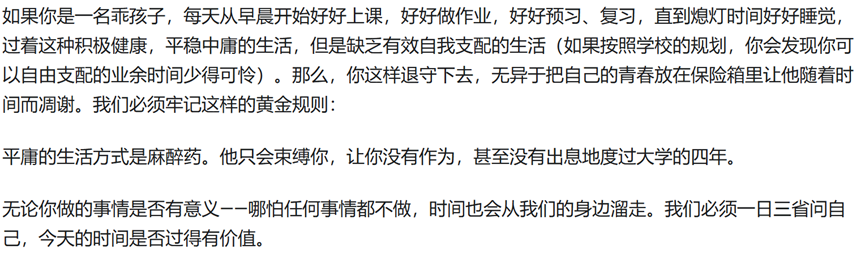 如果你是一名乖孩子，每天从早晨开始好好上课，好好做作业，好好预习、复习，直到熄灯时间好好睡觉，
过着这种积极健康，平稳中庸的生活，但是缺乏有效自我支配的生活（如果按照学校的规划，你会发现你可
以自由支配的业余时间少得可怜）。那么，你这样退守下去，无异于把自己的青春放在保险箱里让他随着时
间而凋谢。我们必须牢记这样的黄金规则：
平庸的生活方式是麻醉药。他只会束缚你，让你没有作为，甚至没有出息地度过大学的四年。
无论你做的事情是否有意义——哪怕任何事情都不做，时间也会从我们的身边溜走。我们必须一日三省问自
己，今天的时间是否过得有价值。